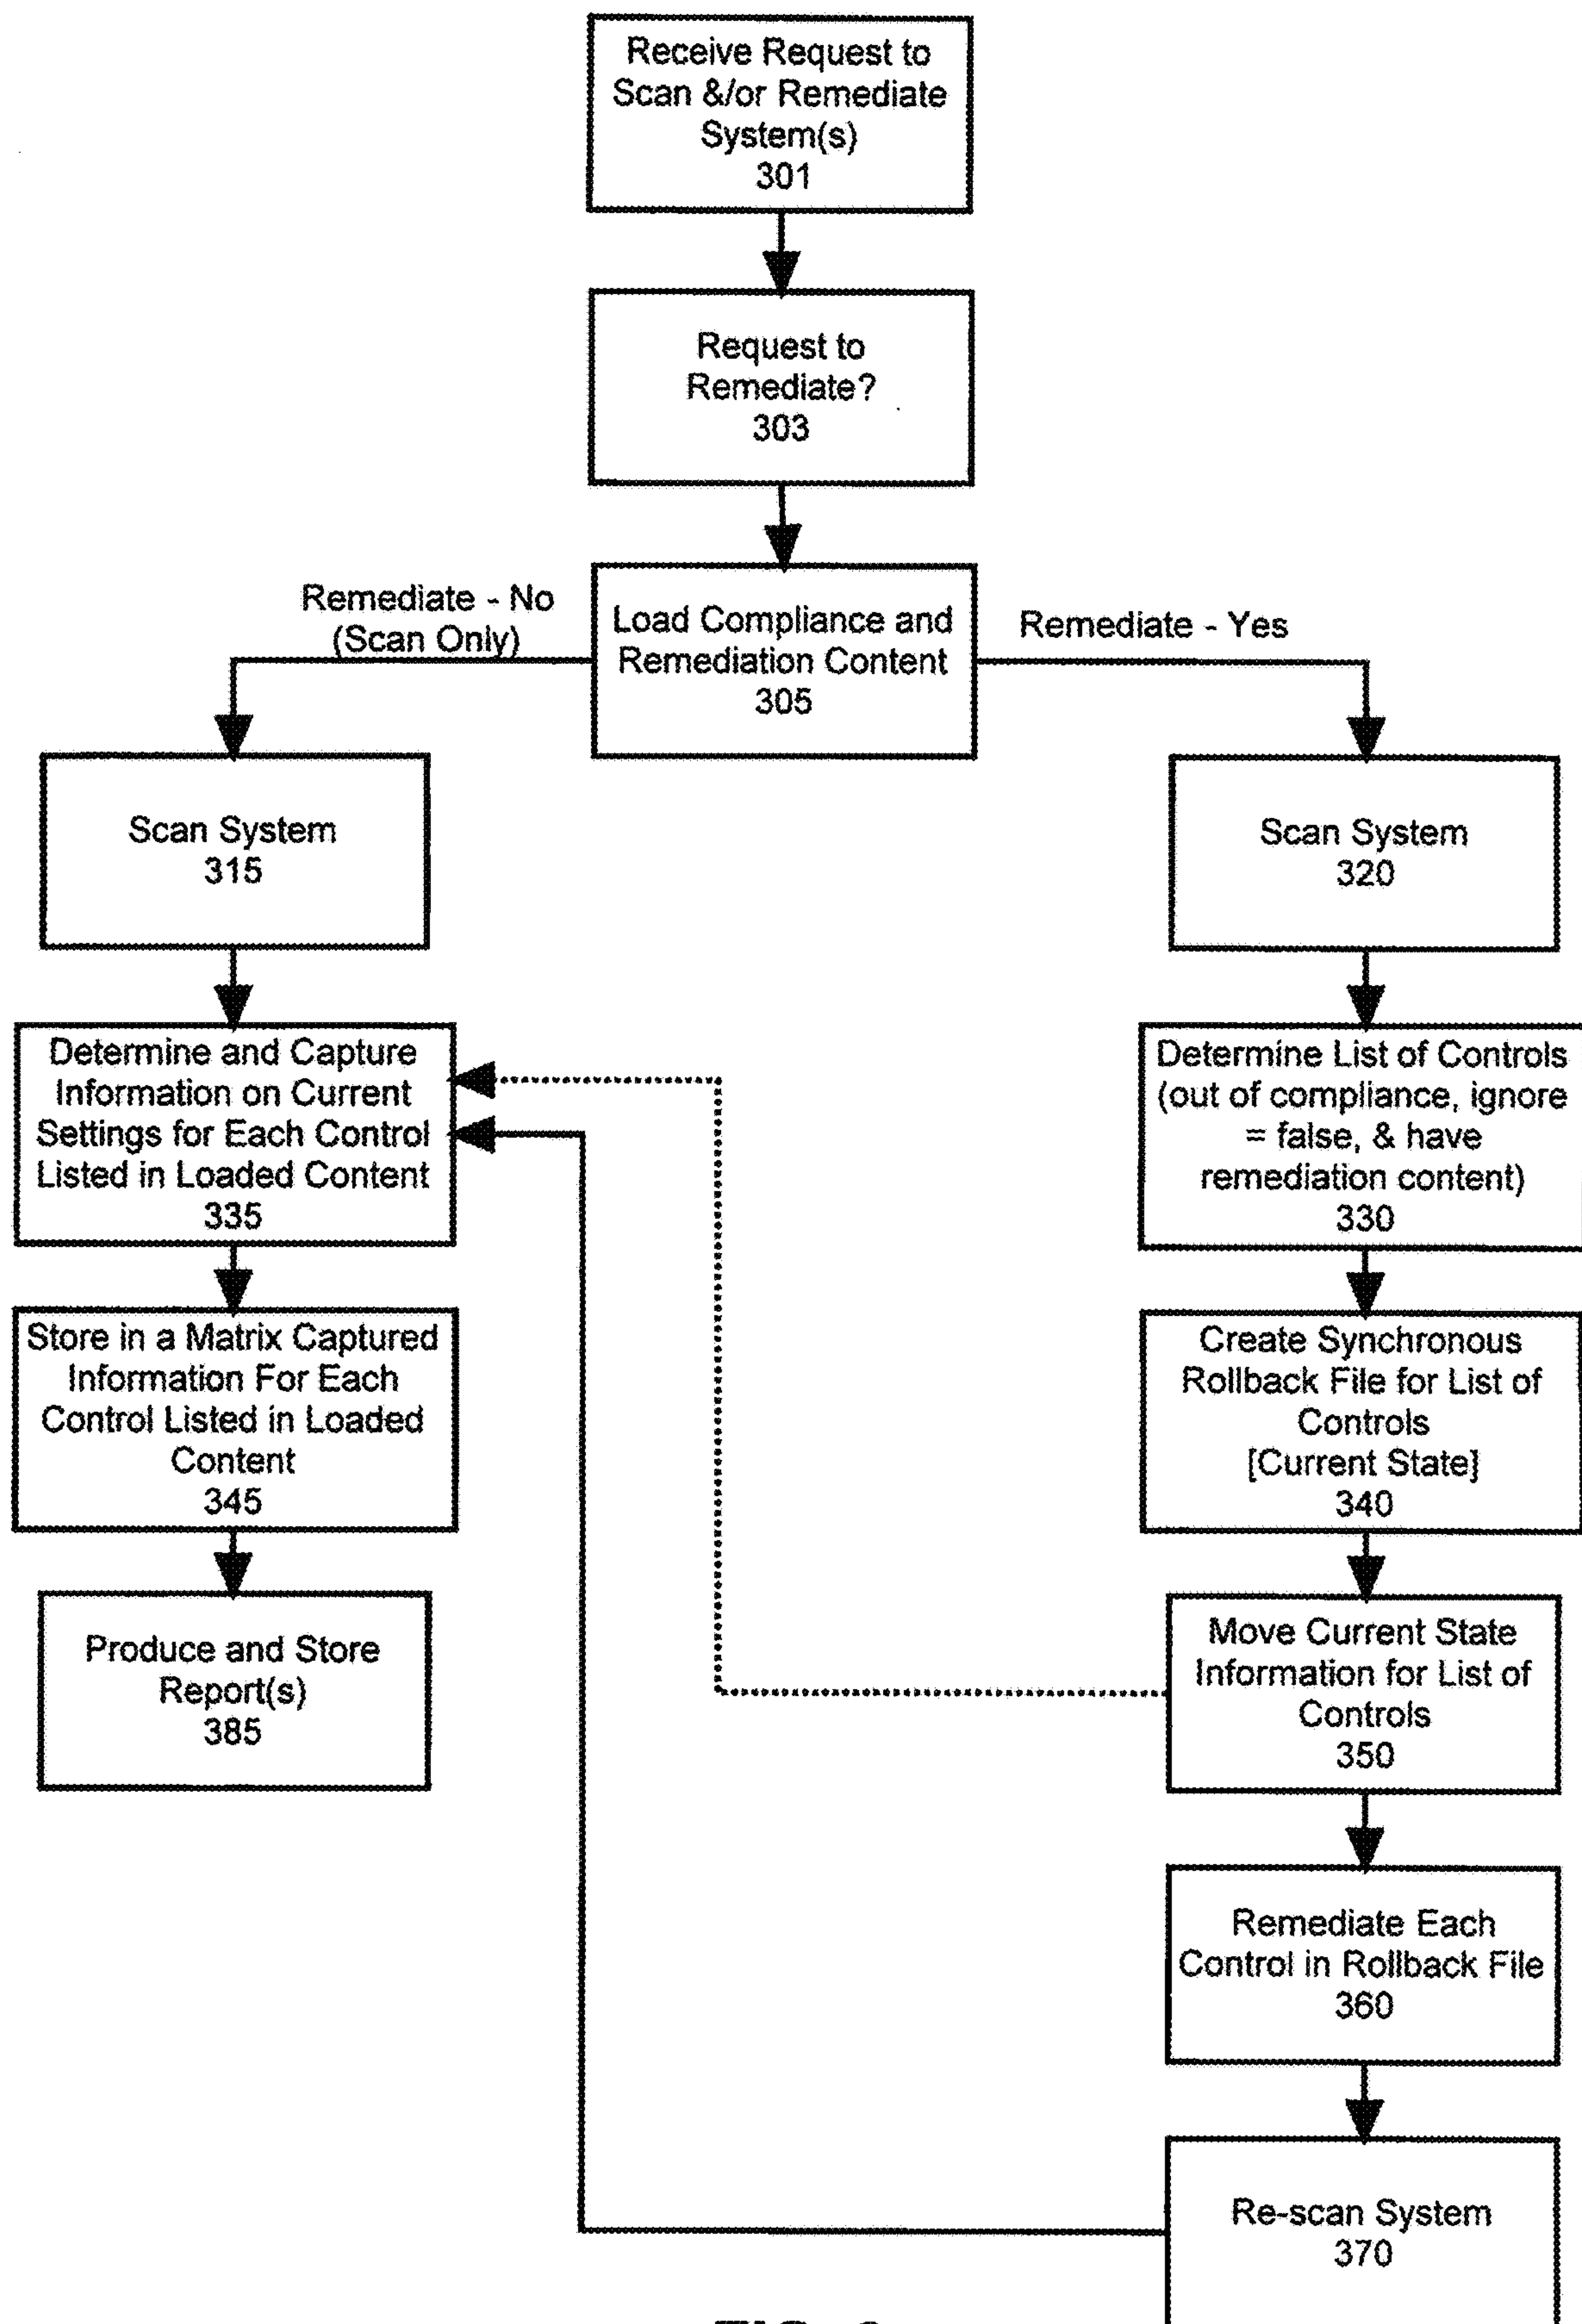 Receive Request to
Scan &/or Remediate
System(s)
301
Request to
Remediate?
303
Remediate - No
(Scan Only)
Load Compliance and
Remediation Content
305
Remediate - Yes
Scan System
315
Scan System
320
Determine and Capture
Information on Current
Settings for Each Control
Listed in Loaded Content
335
Determine List of Controls
(out of compliance, ignore
= false, & have
remediation content)
330
Store in a Matrix Captured
Information For Each
Control Listed in Loaded
Content
345
Create Synchronous
Rollback File for List of
Controls
[Current State]
340
Produce and Store
Report(s)
385
Move Current State
Information for List of
Controls
350
Remediate Each
Control in Rollback File
360
Re-scan System
370